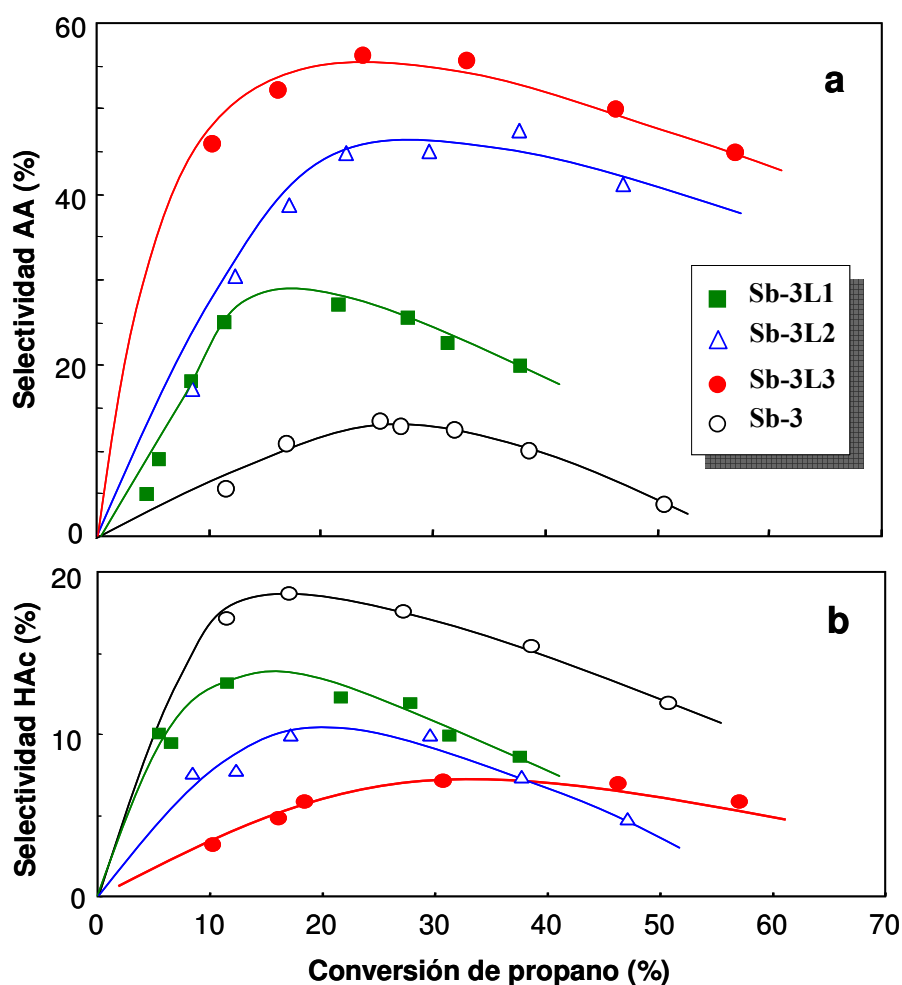 60
40
20
0
Selectividad AA (%)
a
Sb-3L1
Sb-3L2
Sb-3L3
Sb-3
20
10
0
Selectividad HAc (%)
b
0 10 20 30 40 50 60 70
Conversión de propano (%)